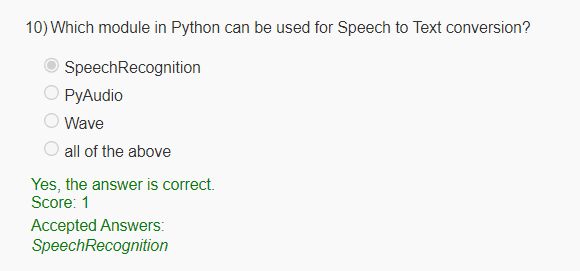 10) Which module in Python can be used for Speech to Text conversion?
SpeechRecognition
PyAudio
Wave
all of the above
Yes, the answer is correct.
Score: 1
Accepted Answers:
SpeechRecognition